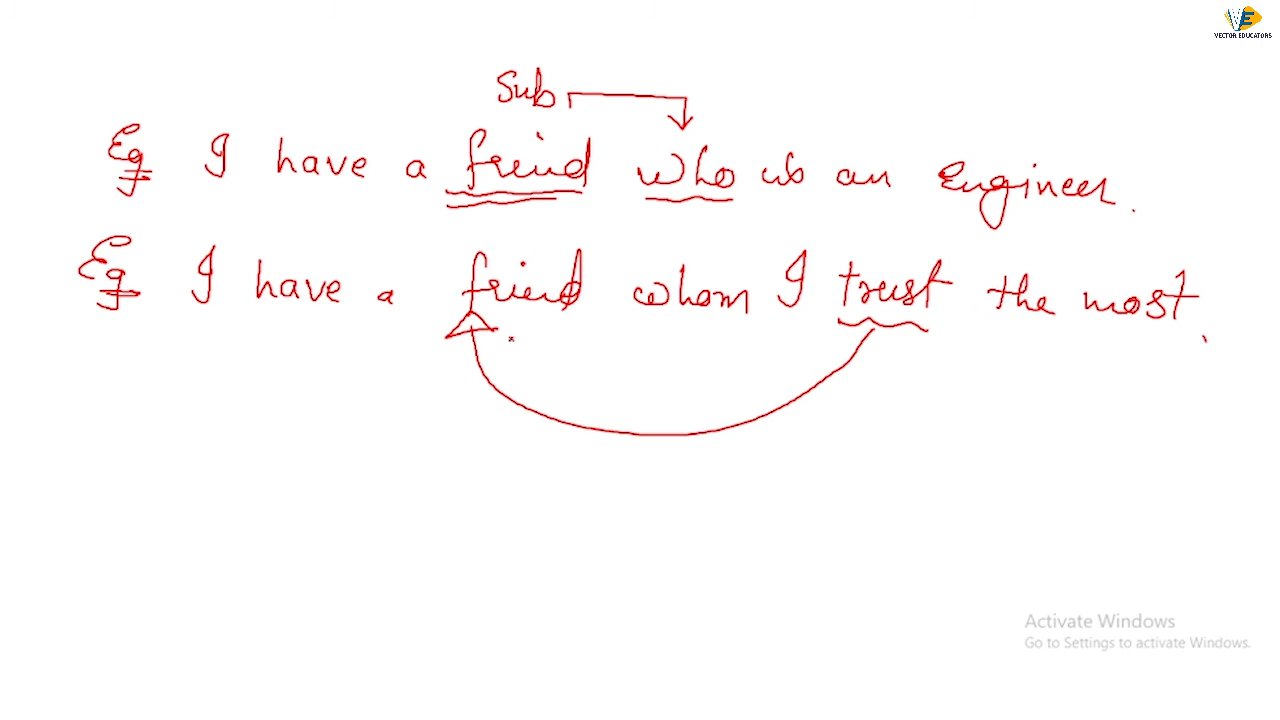 VECTOR EDUCATORS
Sub
Eg I have a friend who is an Engineer.
Eg I have a friend whom I trust the most.
Activate Windows
Go to Settings to activate Windows.